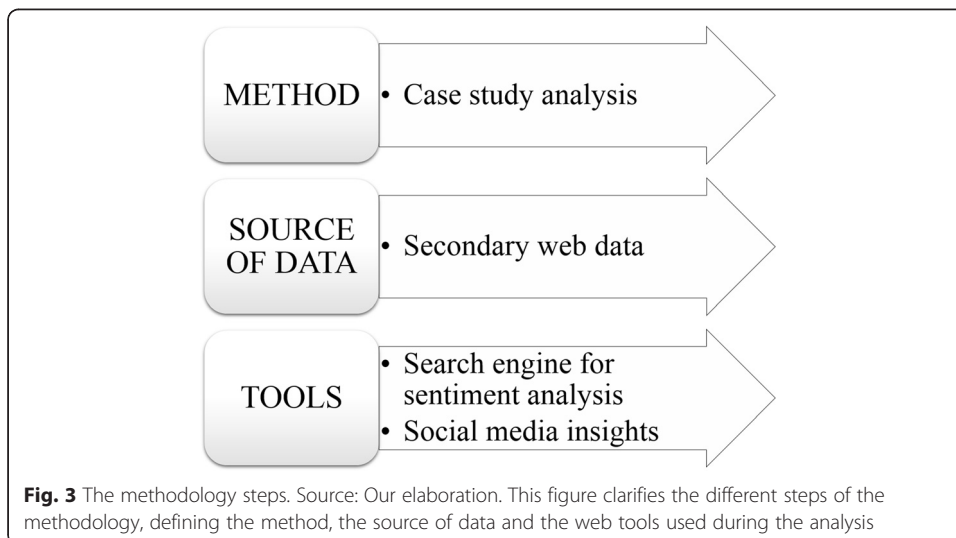 METHOD
• Case study analysis
SOURCE
OF DATA
• Secondary web data
TOOLS
• Search engine for
sentiment analysis
• Social media insights
Fig. 3 The methodology steps. Source: Our elaboration. This figure clarifies the different steps of the
methodology, defining the method, the source of data and the web tools used during the analysis